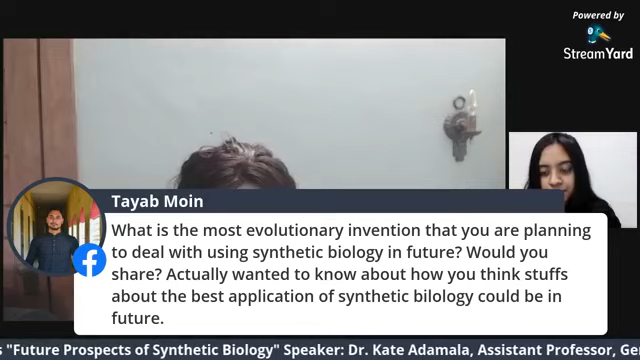 Powered by
StreamYard
Tayab Moin
What is the most evolutionary invention that you are planning
to deal with using synthetic biology in future? Would you
share? Actually wanted to know about how you think stuffs
about the best application of synthetic bilology could be in
future.
s "Future Prospects of Synthetic Biology" Speaker: Dr. Kate Adamala, Assistant Professor, Ge